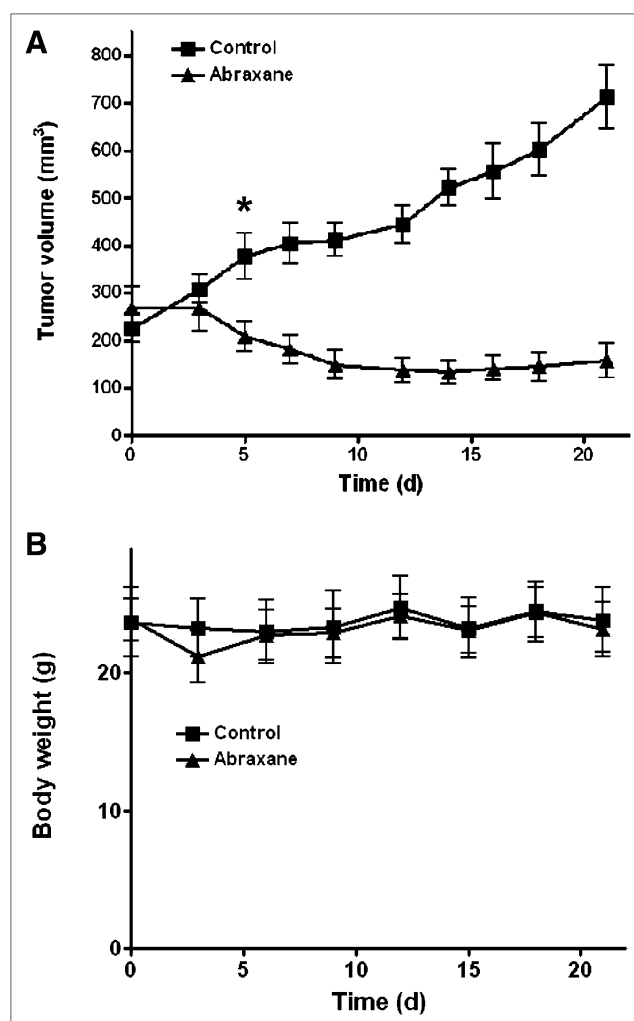 A
Control
Abraxane
800
700
600
500
400
300
200
100
0
*
Tumor volume (mm³)
0 5 10 15 20
Time (d)
B
20
10
0
Body weight (g)
Control
Abraxane
0 5 10 15 20
Time (d)